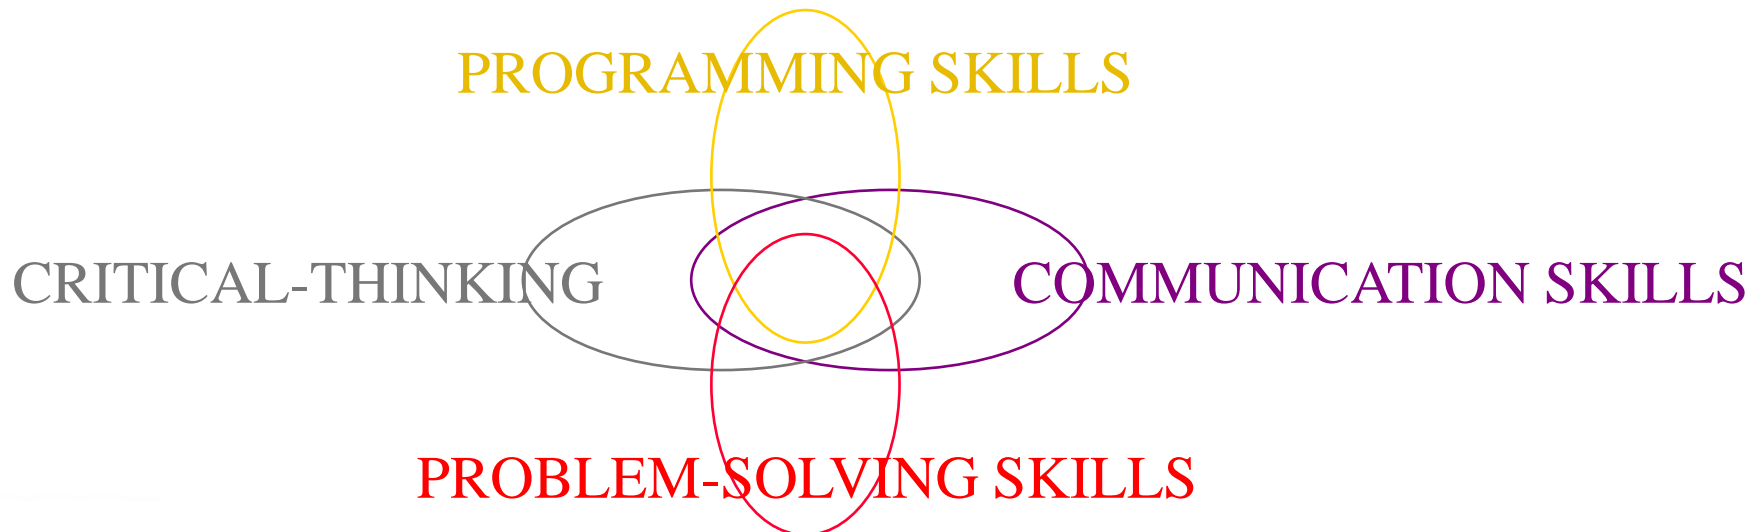 PROGRAMMING SKILLS
CRITICAL-THINKING
COMMUNICATION SKILLS
PROBLEM-SOLVING SKILLS